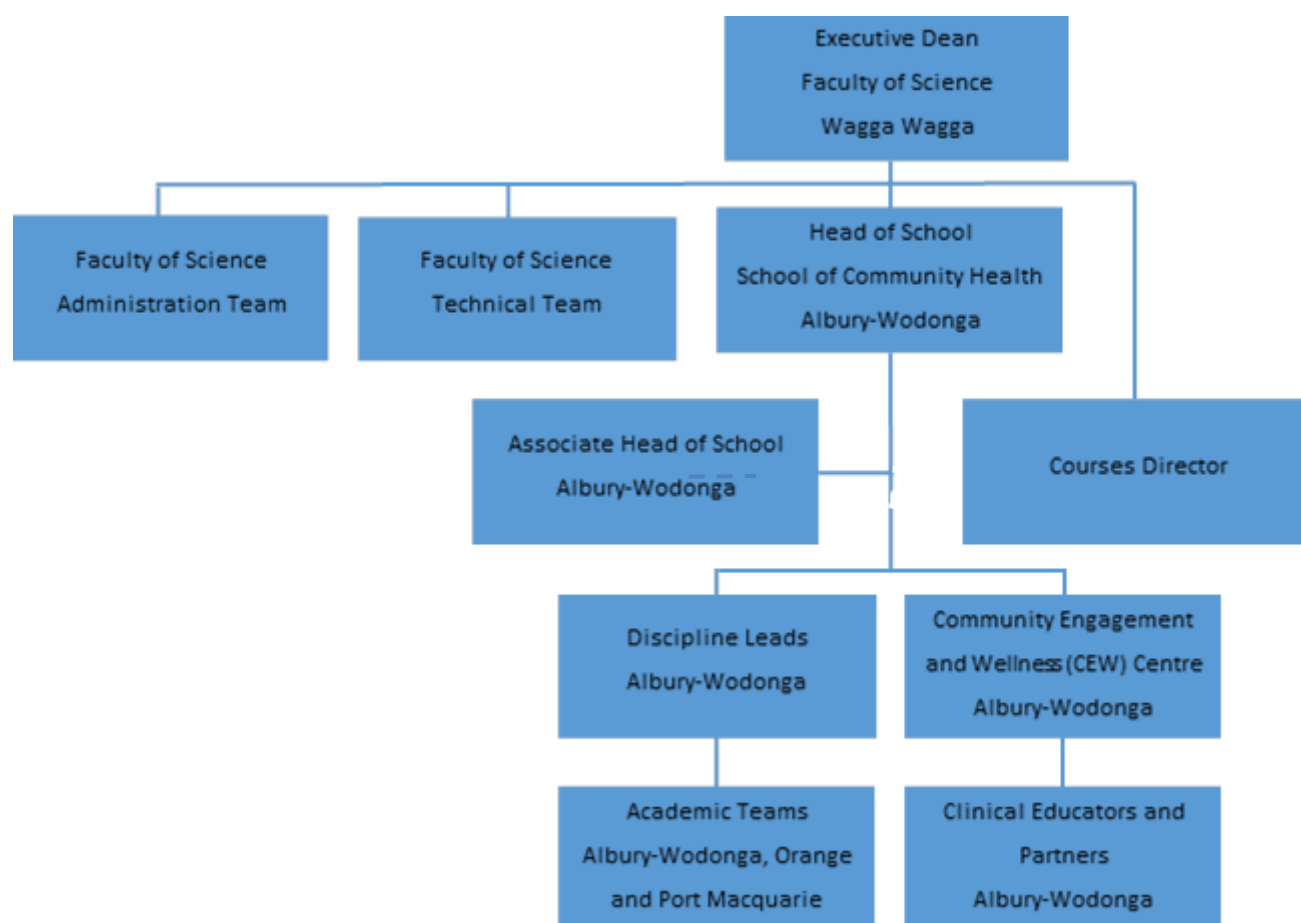 Executive Dean
Faculty of Science
Wagga Wagga
Faculty of Science
Administration Team
Faculty of Science
Technical Team
Head of School
School of Community Health
Albury-Wodonga
Associate Head of School
Albury-Wodonga
Courses Director
Discipline Leads
Albury-Wodonga
Community Engagement
and Wellness (CEW) Centre
Albury-Wodonga
Academic Teams
Albury-Wodonga, Orange
and Port Macquarie
Clinical Educators and
Partners
Albury-Wodonga